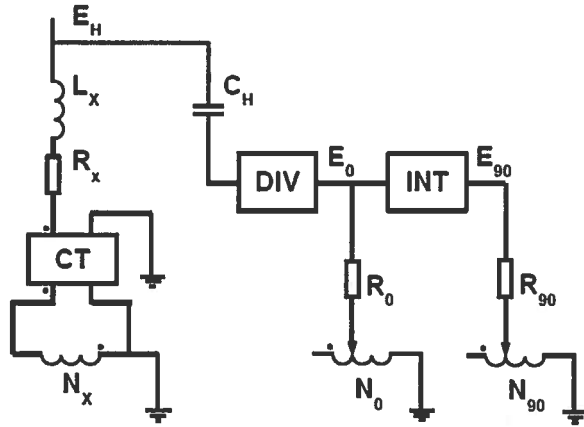 E_H
L_X
C_H
R_x
DIV
E_0
INT
E_90
CT
R_0
R_90
N_X
N_0
N_90